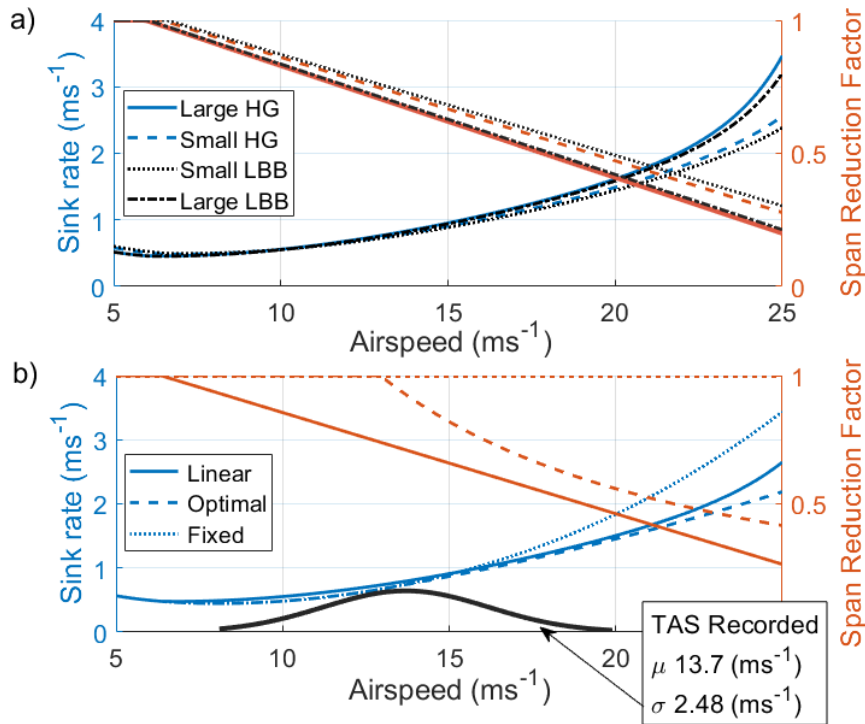 a)
4
3
2
1
0
Sink rate (ms-1)
Large HG
Small HG
Small LBB
Large LBB
1
0.5
0
Span Reduction Factor
5
10
15
20
25
Airspeed (ms-1)
b)
4
3
2
1
0
Sink rate (ms-1)
Linear
Optimal
Fixed
1
0.5
Span Reduction Factor
5
10
15
20
Airspeed (ms-1)
TAS Recorded
μ 13.7 (ms-1)
σ 2.48 (ms-1)